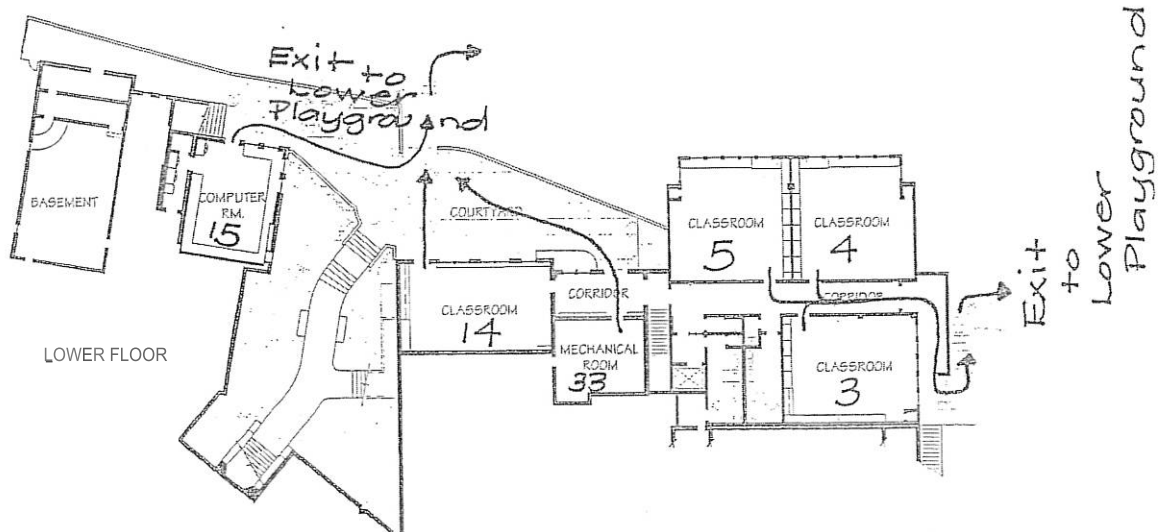 Exit to
Lower
Playground
BASEMENT
COMPUTER
RM.
15
COURTYARD
CLASSROOM
5
CLASSROOM
4
CORRIDOR
CLASSROOM
14
CORRIDOR
MECHANICAL
ROOM
33
CLASSROOM
3
LOWER FLOOR
Exit
to
Lower
Playground